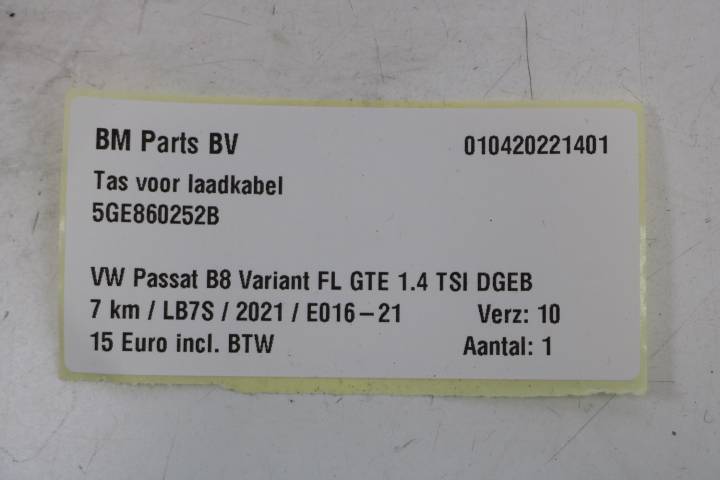 BM Parts BV 010420221401
Tas voor laadkabel
5GE860252B
VW Passat B8 Variant FL GTE 1.4 TSI DGEB
7 km / LB7S / 2021 / E016-21 Verz: 10
15 Euro incl. BTW Aantal: 1